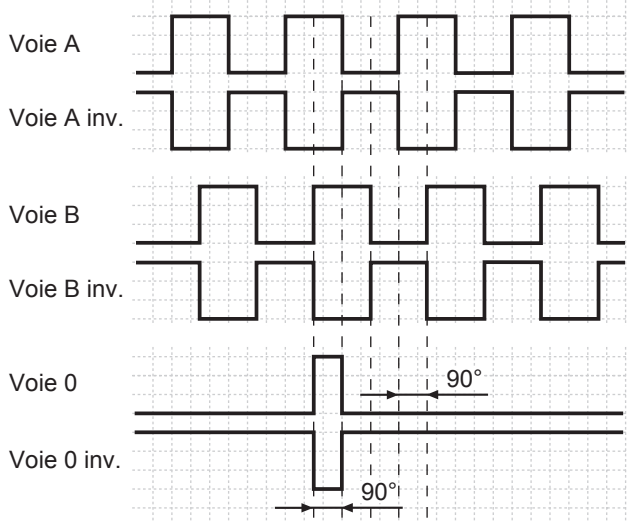 Voie A
Voie A inv.
Voie B
Voie B inv.
Voie 0
90°
Voie 0 inv.
90°